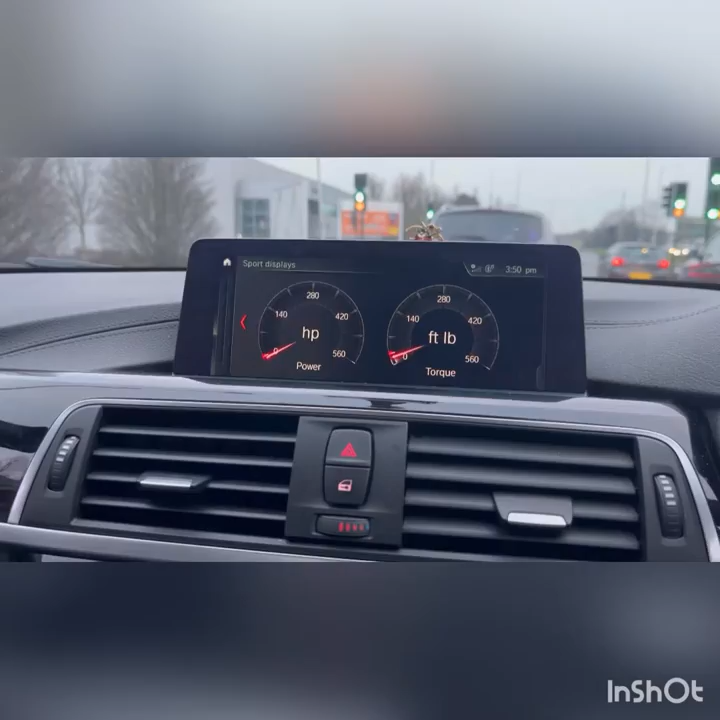 Sport displays
3:50 pm
280
140
420
hp
0
560
Power
280
140
420
ft lb
0
560
Torque
InShOt